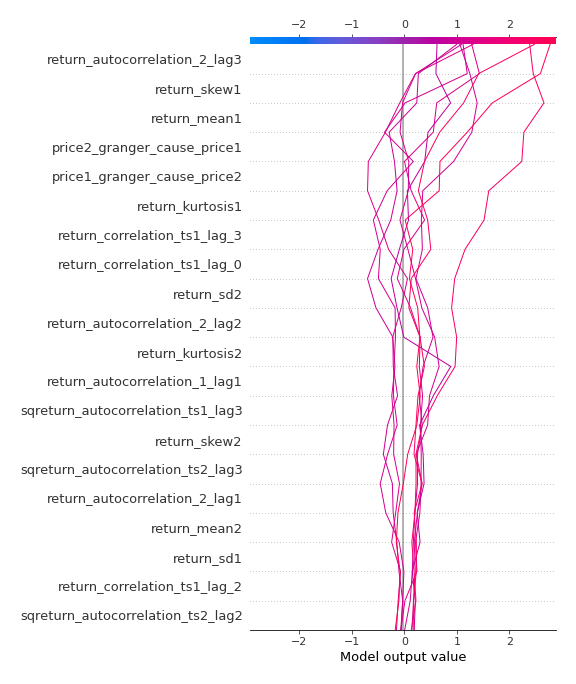 −2 −1 0 1 2
return_autocorrelation_2_lag3
return_skew1
return_mean1
price2_granger_cause_price1
price1_granger_cause_price2
return_kurtosis1
return_correlation_ts1_lag_3
return_correlation_ts1_lag_0
return_sd2
return_autocorrelation_2_lag2
return_kurtosis2
return_autocorrelation_1_lag1
sqreturn_autocorrelation_ts1_lag3
return_skew2
sqreturn_autocorrelation_ts2_lag3
return_autocorrelation_2_lag1
return_mean2
return_sd1
return_correlation_ts1_lag_2
sqreturn_autocorrelation_ts2_lag2
−2 −1 0 1 2
Model output value